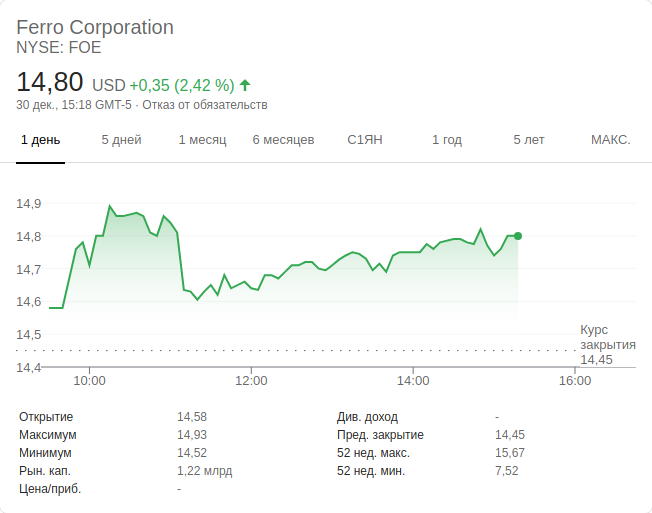 Ferro Corporation
NYSE: FOE
14,80 USD +0,35 (2,42 %)
30 дек., 15:18 GMT-5 · Отказ от обязательств
1 день 5 дней 1 месяц 6 месяцев С1ЯН 1 год 5 лет МАКС.
14,9
14,8
14,7
14,6
14,5
14,4
Курс
закрытия
14,45
10:00 12:00 14:00 16:00
Открытие 14,58 Див. доход -
Максимум 14,93 Пред. закрытие 14,45
Минимум 14,52 52 нед. макс. 15,67
Рын. кап. 1,22 млрд 52 нед. мин. 7,52
Цена/приб. -